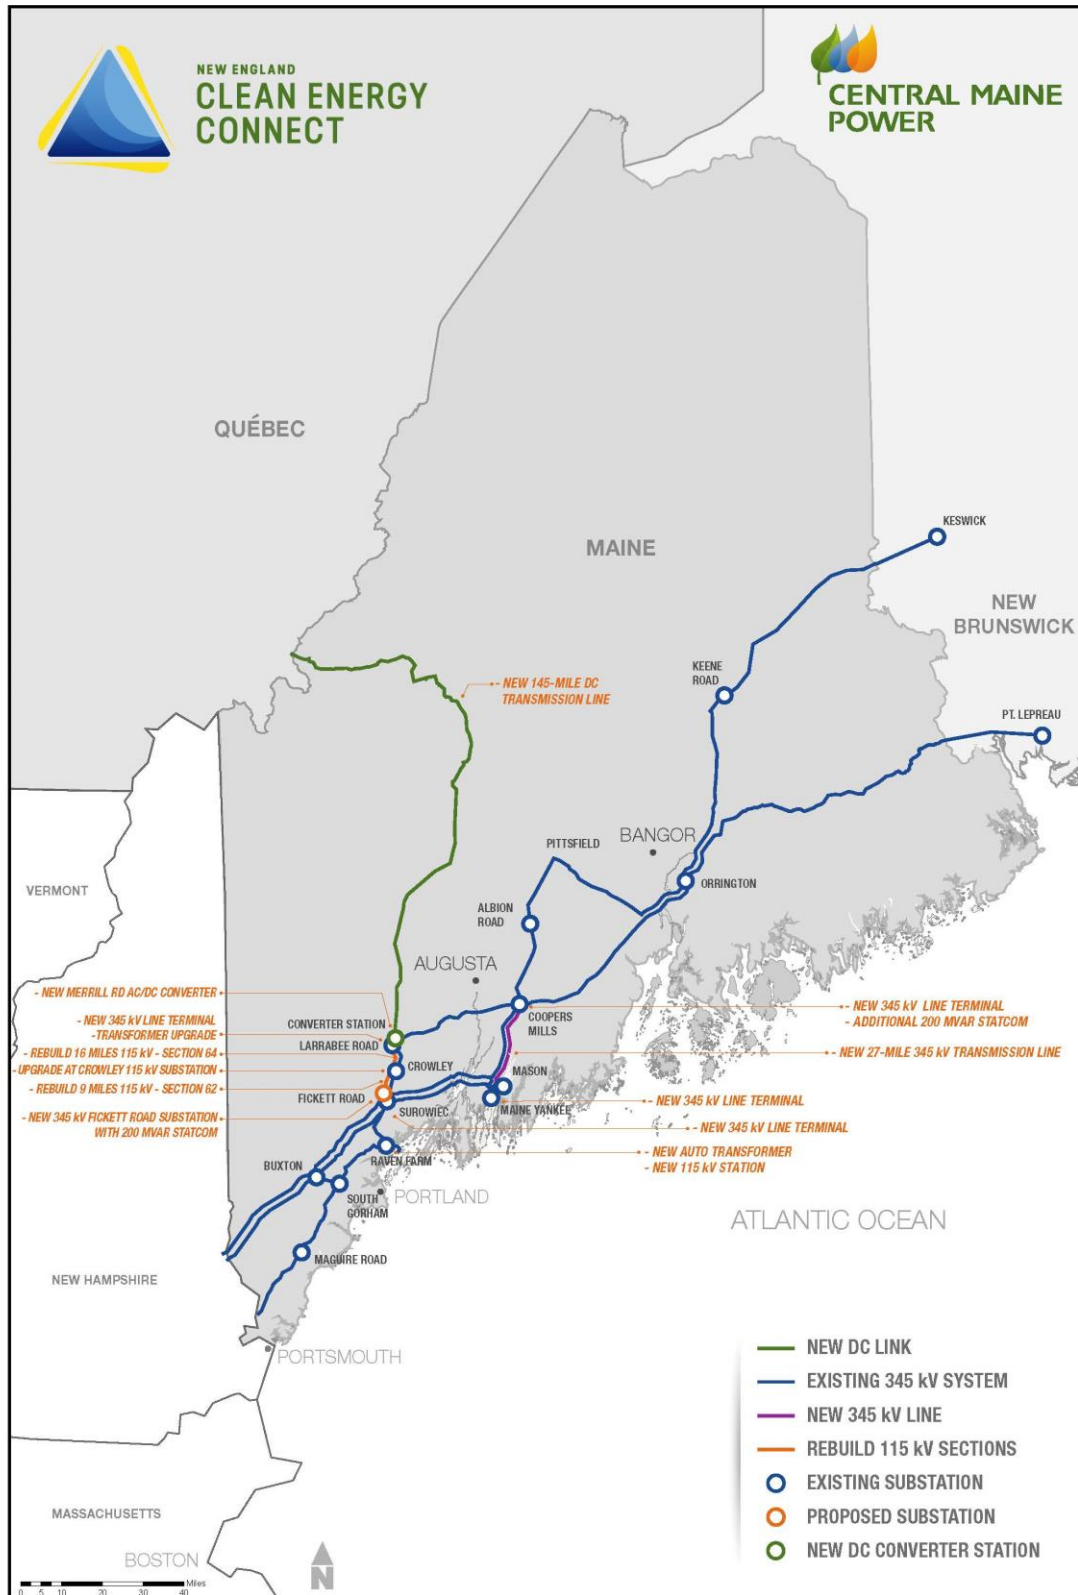 NEW ENGLAND
CLEAN ENERGY
CONNECT
CENTRAL MAINE
POWER
QUÉBEC
MAINE
KESWICK
NEW
BRUNSWICK
KEENE
ROAD
- NEW 145-MILE DC
TRANSMISSION LINE
PT. LEPREAU
PITTSFIELD
BANGOR
ORRINGTON
VERMONT
ALBION
ROAD
AUGUSTA
- NEW MERRILL RD AC/DC CONVERTER
- NEW 345 kV LINE TERMINAL
-TRANSFORMER UPGRADE
- REBUILD 16 MILES 115 kV - SECTION 64
-UPGRADE AT CROWLEY 115 kV SUBSTATION
- REBUILD 9 MILES 115 kV - SECTION 62
- NEW 345 kV FICKETT ROAD SUBSTATION
WITH 200 MVAR STATCOM
CONVERTER STATION
LARRABEE ROAD
CROWLEY
FICKETT ROAD
SUROWIEC
COOPERS
MILLS
MASON
MAINE YANKEE
- NEW 345 kV LINE TERMINAL
- ADDITIONAL 200 MVAR STATCOM
- NEW 27-MILE 345 kV TRANSMISSION LINE
- NEW 345 kV LINE TERMINAL
- NEW 345 kV LINE TERMINAL
- NEW AUTO TRANSFORMER
- NEW 115 kV STATION
RAVEN FARM
BUXTON
SOUTH
GORHAM
PORTLAND
ATLANTIC OCEAN
MAGUIRE ROAD
NEW HAMPSHIRE
PORTSMOUTH
NEW DC LINK
EXISTING 345 kV SYSTEM
NEW 345 kV LINE
REBUILD 115 kV SECTIONS
EXISTING SUBSTATION
PROPOSED SUBSTATION
NEW DC CONVERTER STATION
MASSACHUSETTS
BOSTON
N
Miles
0 5 10 20 30 40